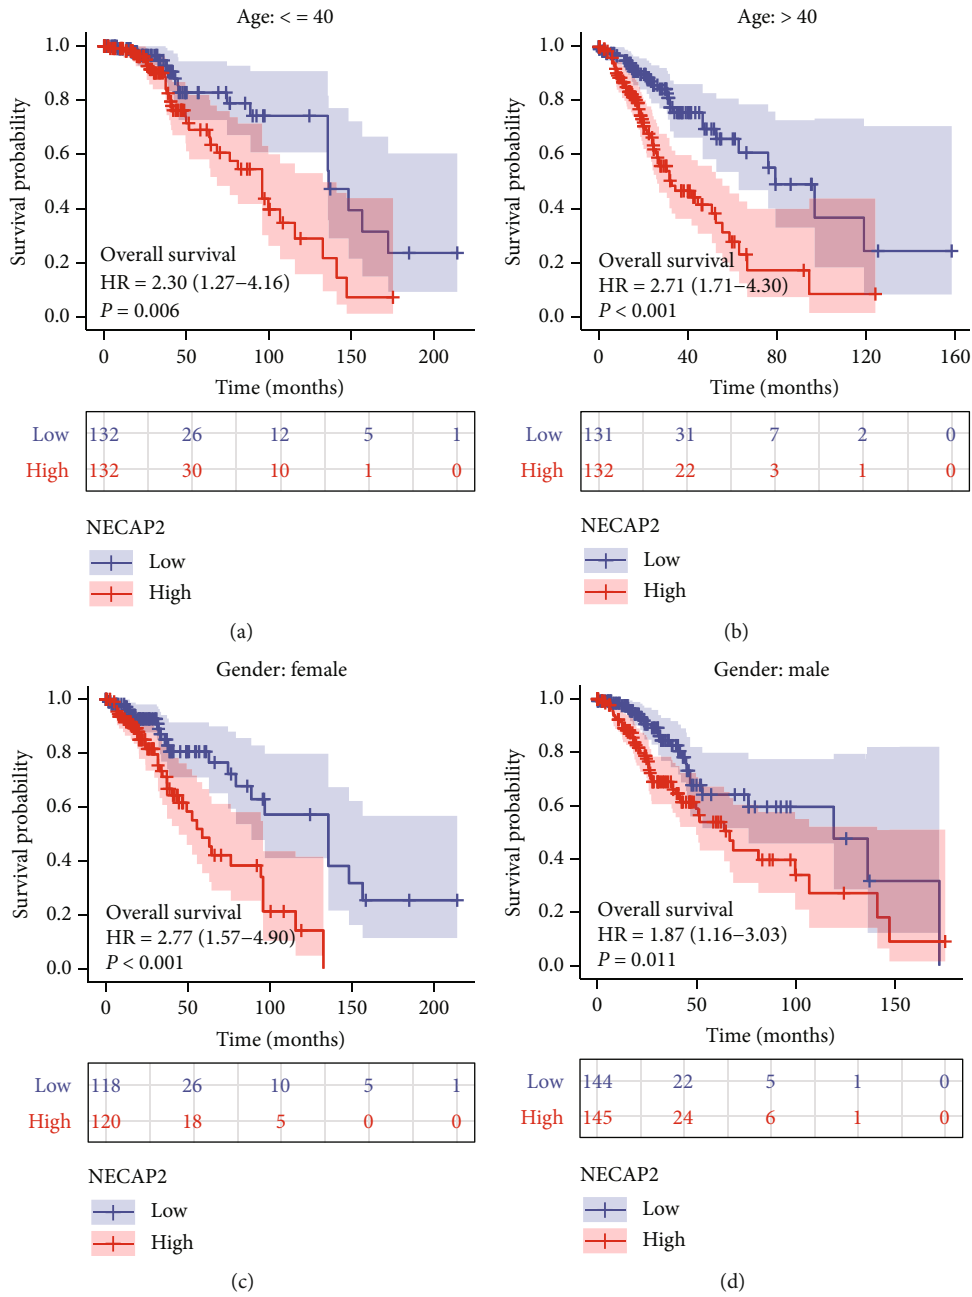 Age: < = 40
Survival probability
1.0
0.8
0.6
0.4
0.2
0.0
Overall survival
HR = 2.30 (1.27–4.16)
P = 0.006
0 50 100 150 200
Time (months)
Low 132 26 12 5 1
High 132 30 10 1 0
NECAP2
Low
High
(a)
Age: > 40
Survival probability
1.0
0.8
0.6
0.4
0.2
0.0
Overall survival
HR = 2.71 (1.71–4.30)
P < 0.001
0 40 80 120 160
Time (months)
Low 131 31 7 2 0
High 132 22 3 1 0
NECAP2
Low
High
(b)
Gender: female
Survival probability
1.0
0.8
0.6
0.4
0.2
0.0
Overall survival
HR = 2.77 (1.57–4.90)
P < 0.001
0 50 100 150 200
Time (months)
Low 118 26 10 5 1
High 120 18 5 0 0
NECAP2
Low
High
(c)
Gender: male
Survival probability
1.0
0.8
0.6
0.4
0.2
0.0
Overall survival
HR = 1.87 (1.16–3.03)
P = 0.011
0 50 100 150
Time (months)
Low 144 22 5 1 0
High 145 24 6 1 0
NECAP2
Low
High
(d)